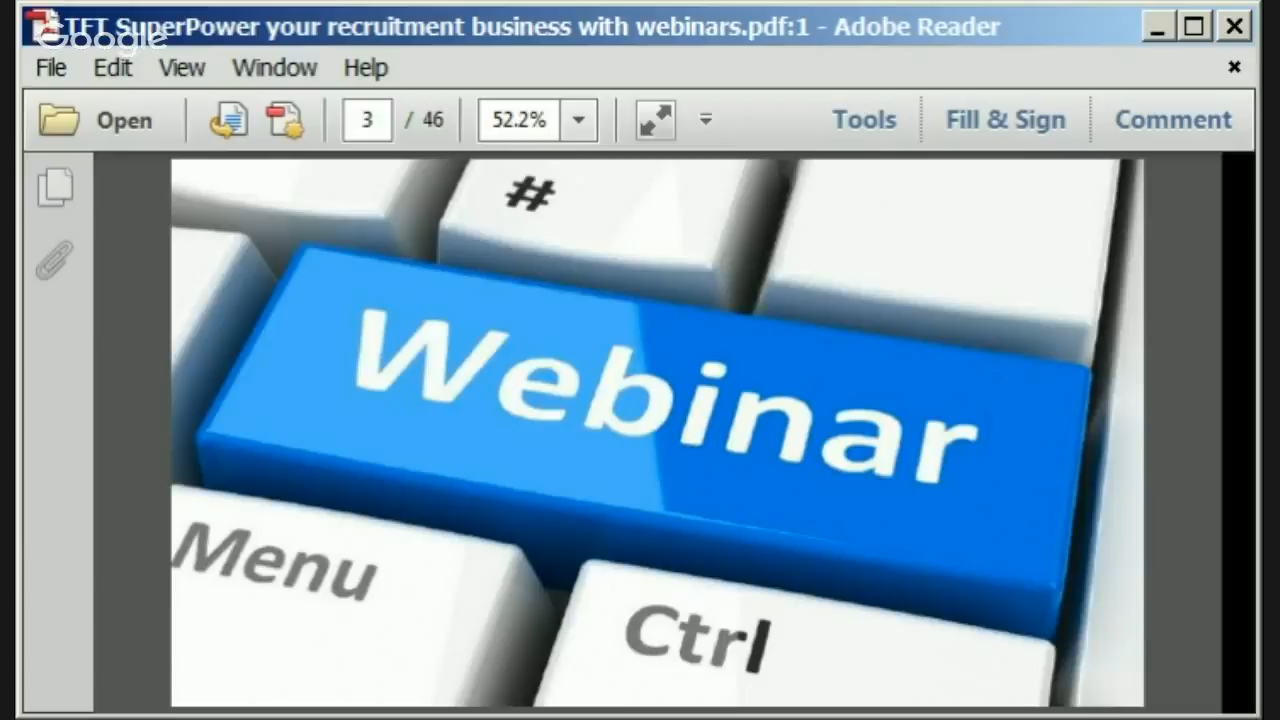 TFT SuperPower your recruitment business with webinars.pdf:1 - Adobe Reader
Google
File Edit View Window Help
Open 3 / 46 52.2% Tools Fill & Sign Comment
#
Webinar
Menu
Ctrl